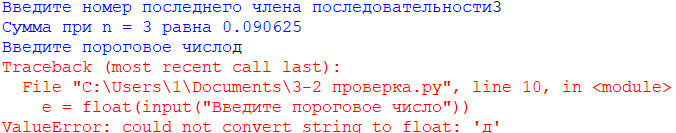 Введите номер последнего члена последовательности3
Сумма при n = 3 равна 0.090625
Введите пороговое числод
Traceback (most recent call last):
  File "C:\Users\1\Documents\3-2 проверка.py", line 10, in <module>
    e = float(input("Введите пороговое число"))
ValueError: could not convert string to float: 'д'